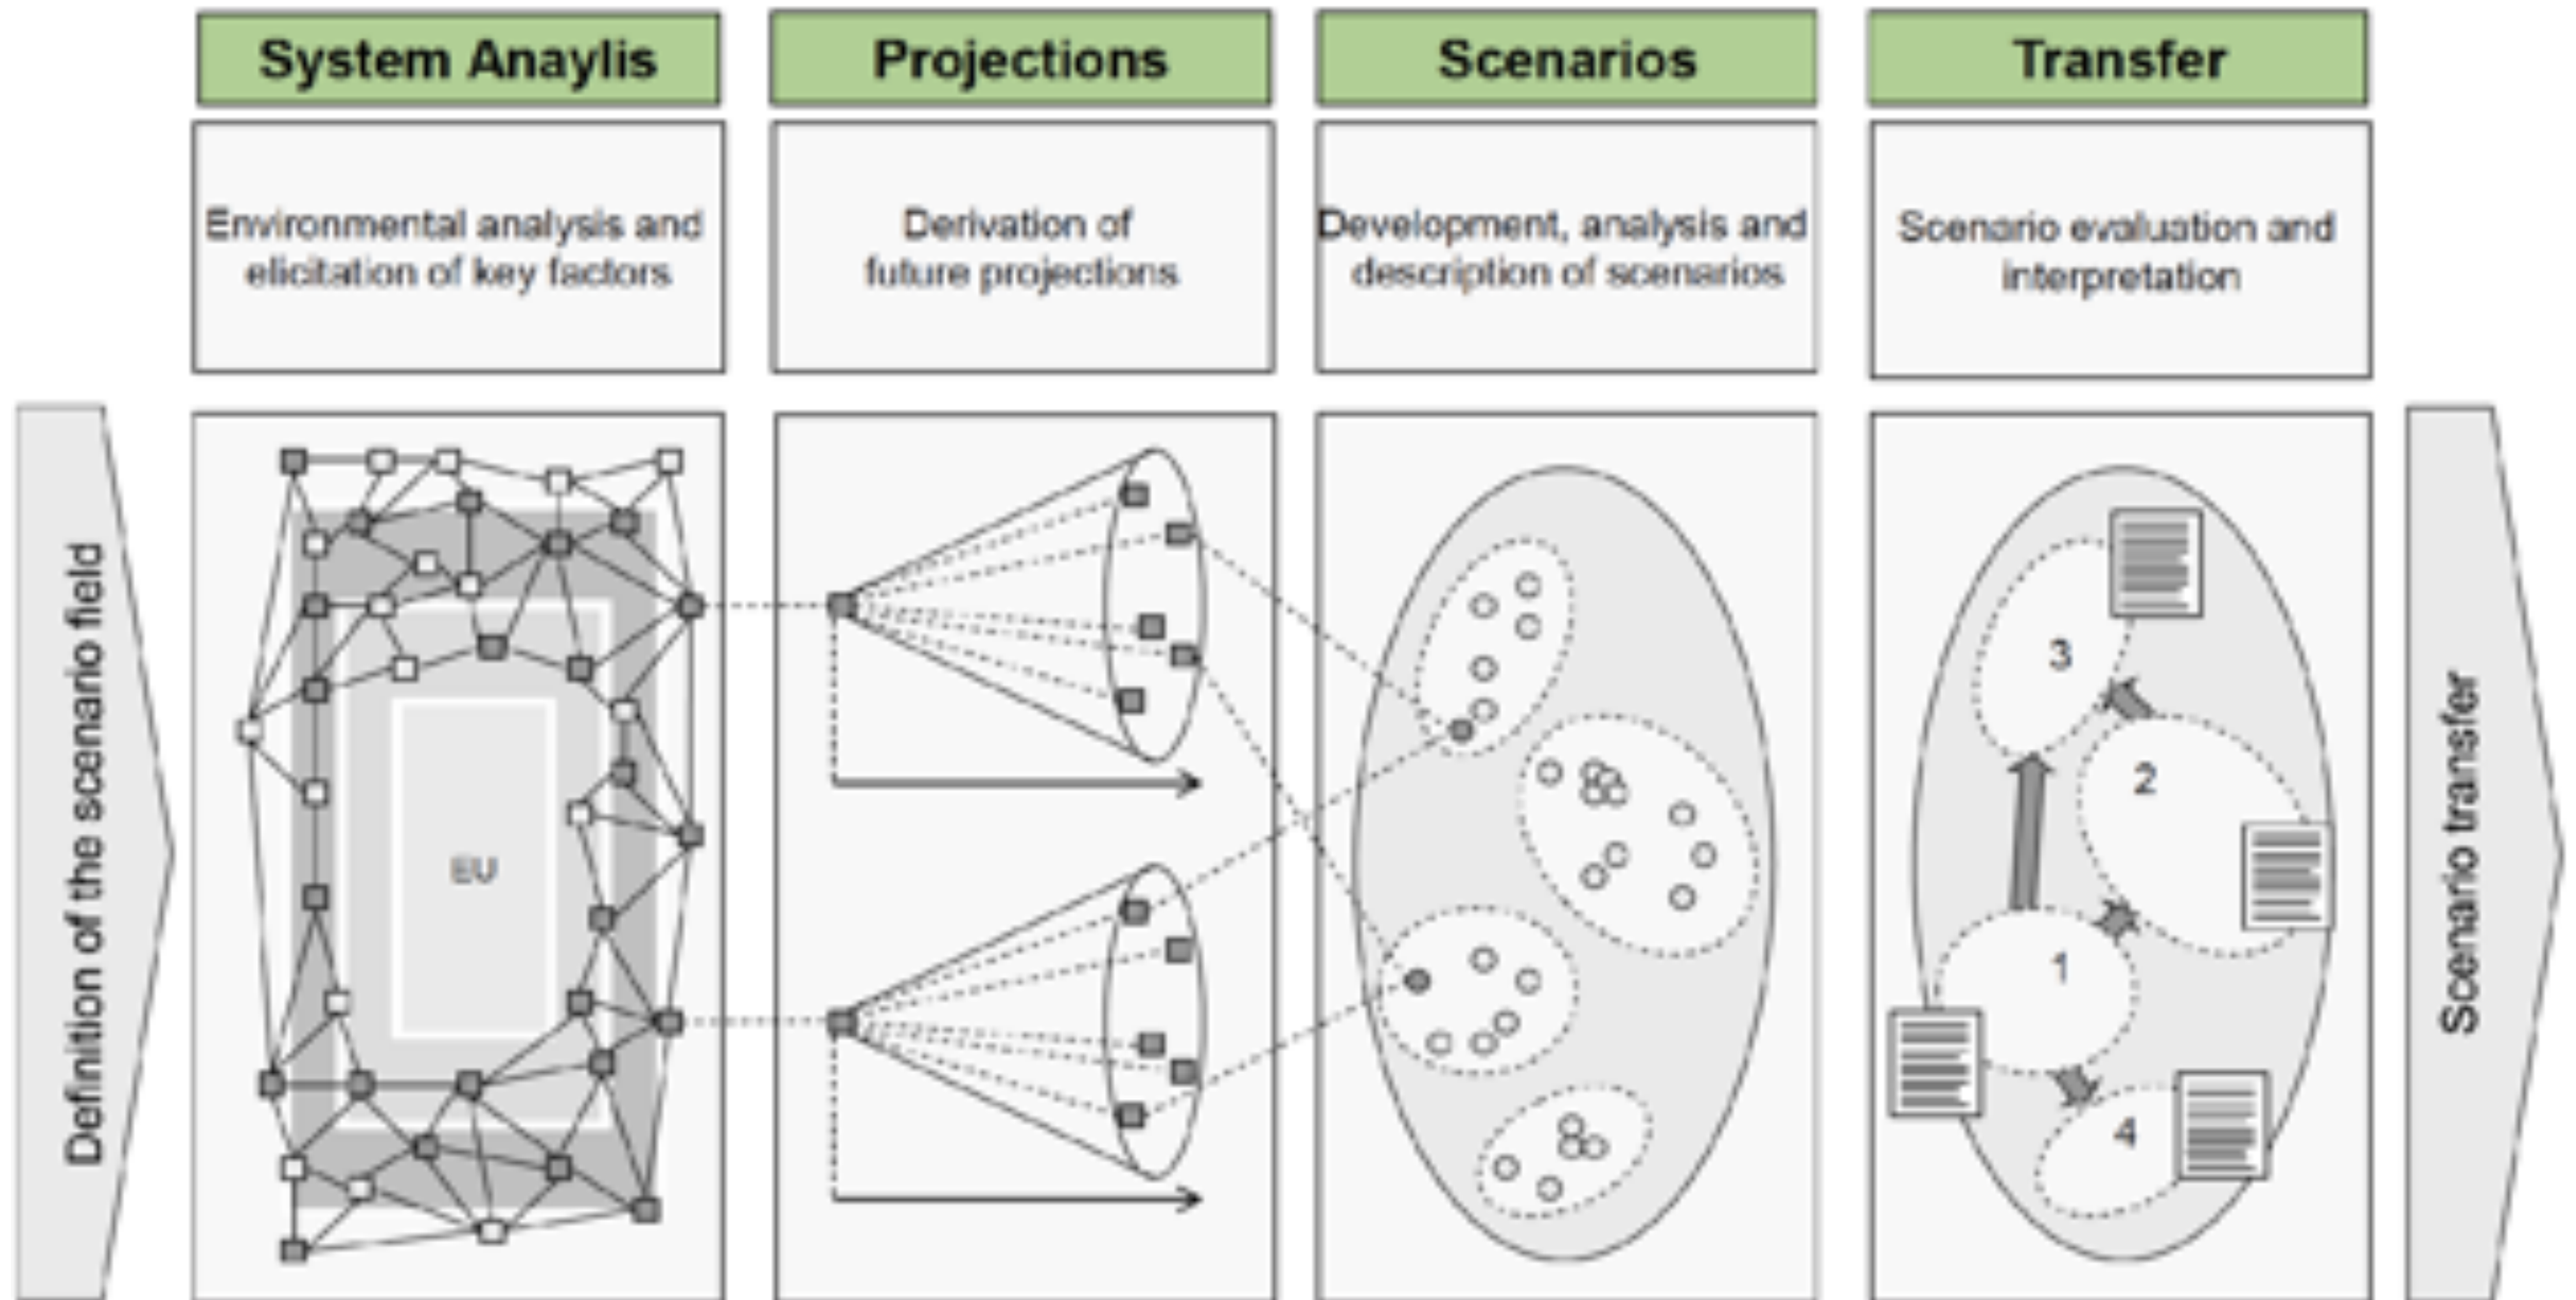 System Anaylis
Projections
Scenarios
Transfer
Environmental analysis and
elicitation of key factors
Derivation of
future projections
Development, analysis and
description of scenarios
Scenario evaluation and
interpretation
Definition of the scenario field
EU
3
2
1
4
Scenario transfer